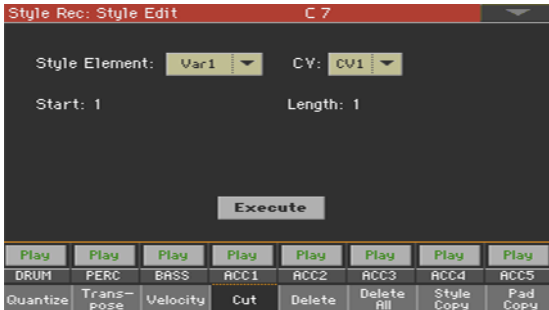 Style Rec: Style Edit C 7
Style Element: Var1 CV: CV1
Start: 1 Length: 1
Execute
Play Play Play Play Play Play Play Play
DRUM PERC BASS ACC1 ACC2 ACC3 ACC4 ACC5
Quantize Trans-pose Velocity Cut Delete Delete All Style Copy Pad Copy